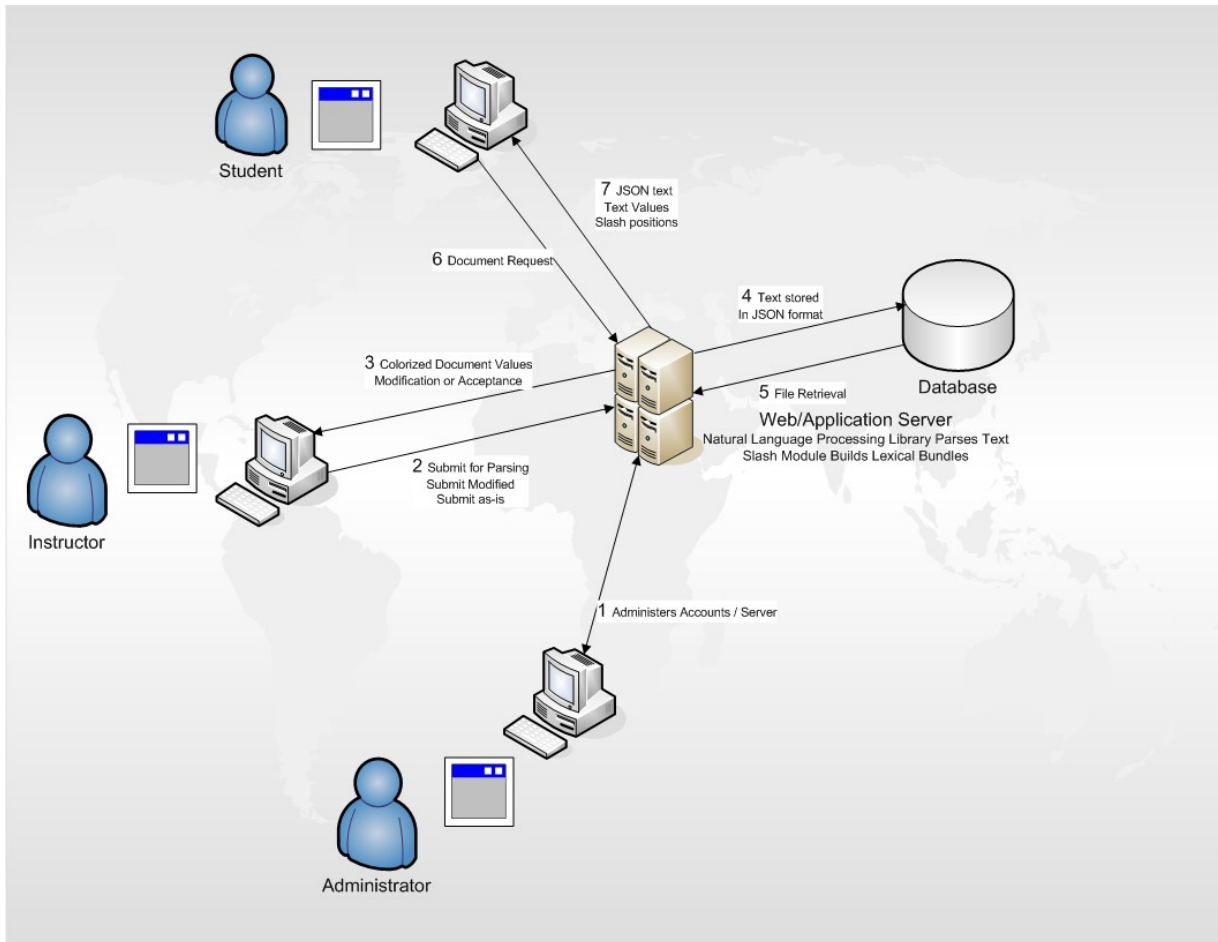 Student
7 JSON text
Text Values
Slash positions
6 Document Request
4 Text stored
In JSON format
3 Colorized Document Values
Modification or Acceptance
Database
5 File Retrieval
Web/Application Server
Natural Language Processing Library Parses Text
Slash Module Builds Lexical Bundles
2 Submit for Parsing
Submit Modified
Submit as-is
Instructor
1 Administers Accounts / Server
Administrator